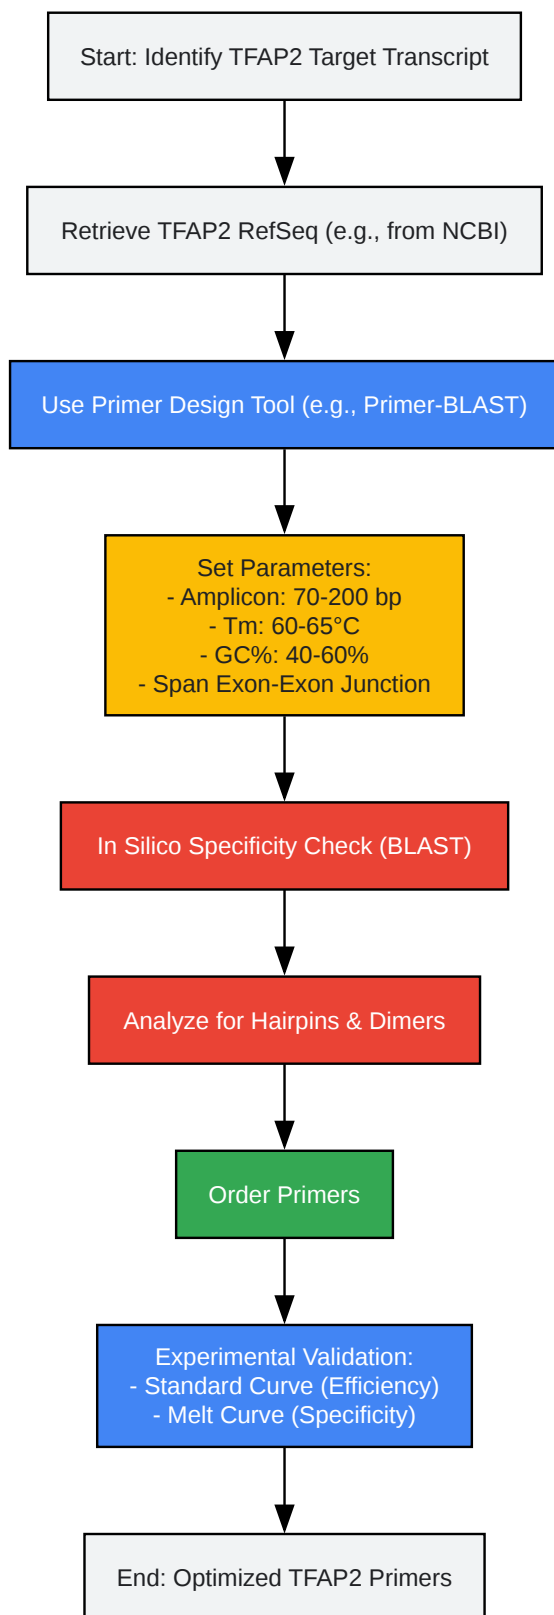 Start: Identify TFAP2 Target Transcript
Retrieve TFAP2 RefSeq (e.g., from NCBI)
Use Primer Design Tool (e.g., Primer-BLAST)
Set Parameters:
- Amplicon: 70-200 bp
- Tm: 60-65°C
- GC%: 40-60%
- Span Exon-Exon Junction
In Silico Specificity Check (BLAST)
Analyze for Hairpins & Dimers
Order Primers
Experimental Validation:
- Standard Curve (Efficiency)
- Melt Curve (Specificity)
End: Optimized TFAP2 Primers